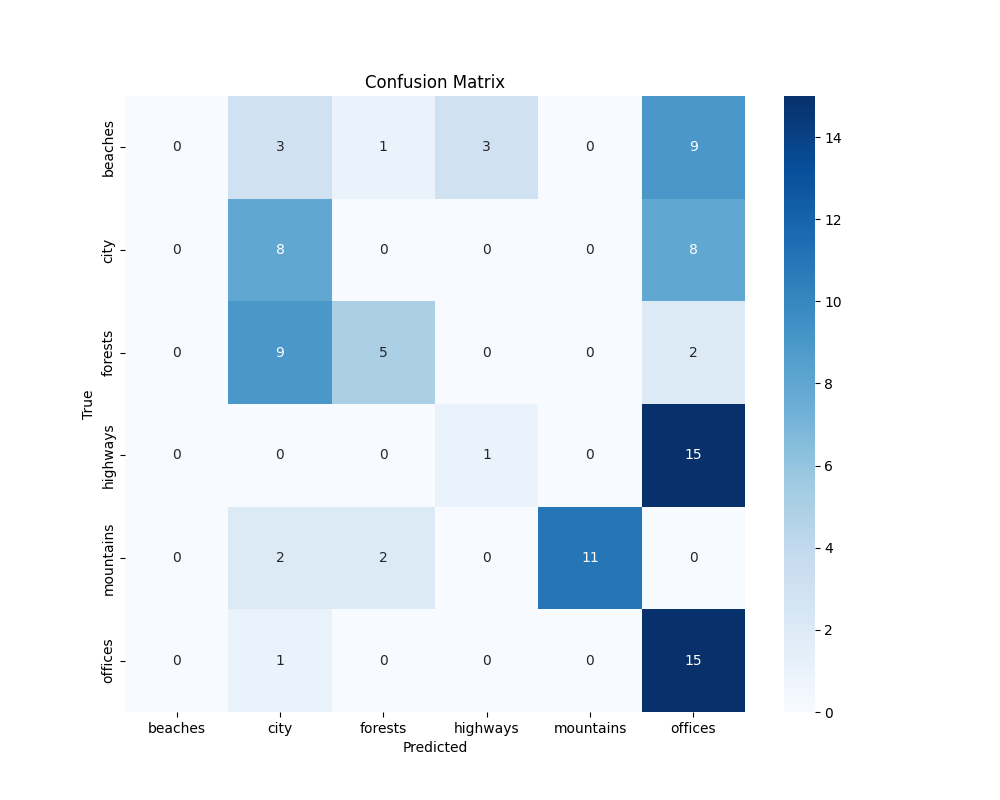 Confusion Matrix
beaches 0 3 1 3 0 9
city 0 8 0 0 0 8
forests 0 9 5 0 0 2
highways 0 0 0 1 0 15
mountains 0 2 2 0 11 0
offices 0 1 0 0 0 15
True
beaches city forests highways mountains offices
Predicted
14
12
10
8
6
4
2
0